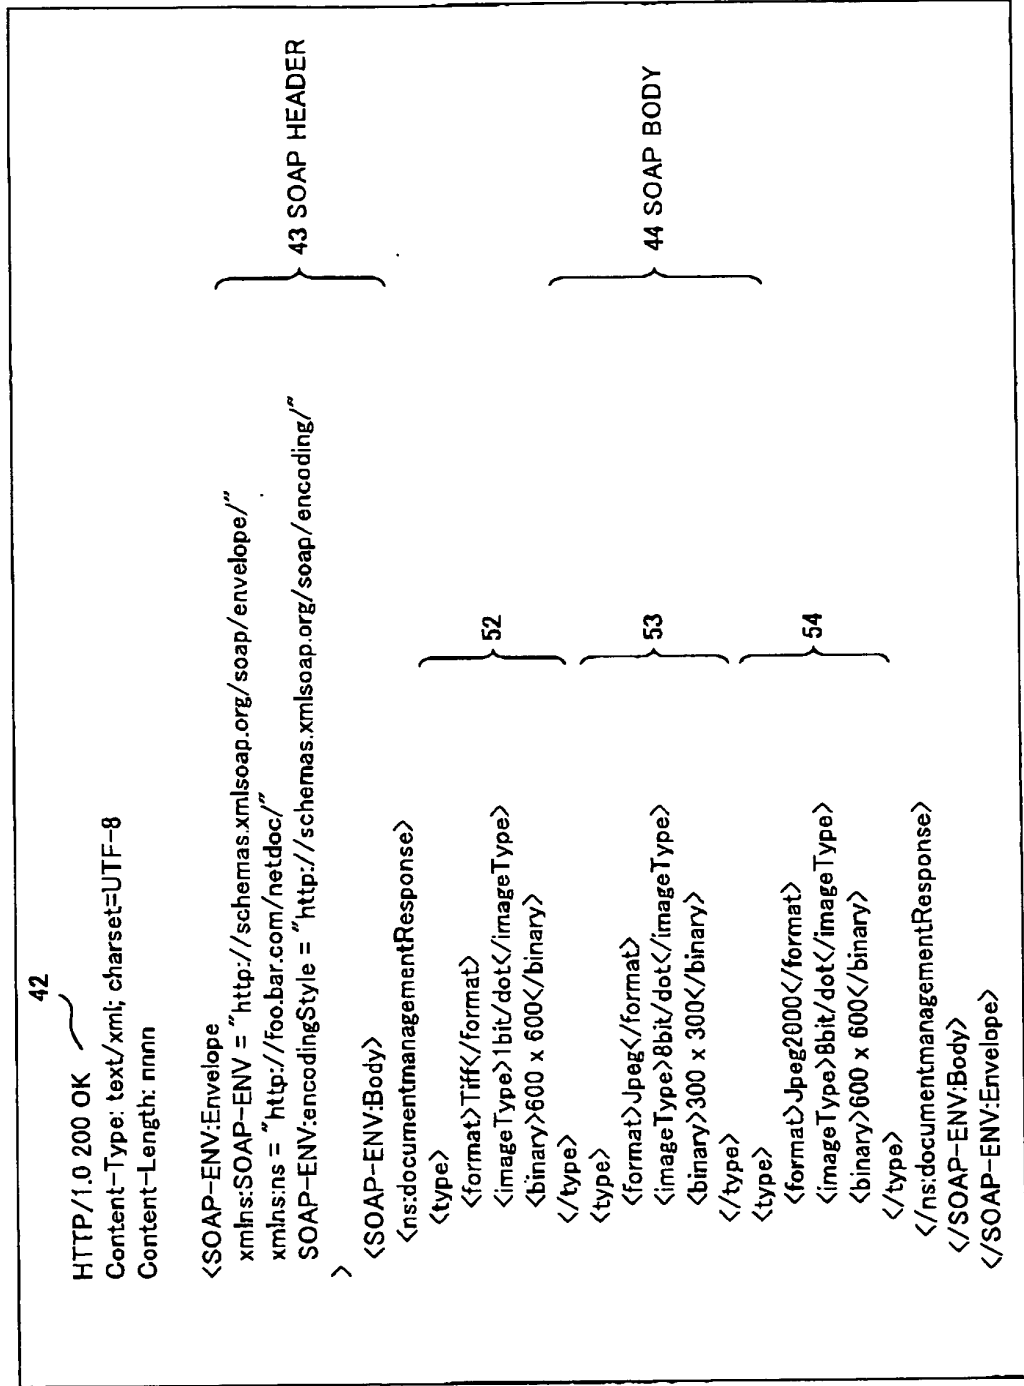 42
HTTP/1.0 200 OK
Content-Type: text/xml; charset=UTF-8
Content-Length: nnnn
<SOAP-ENV:Envelope
xmlns:SOAP-ENV = "http://schemas.xmlsoap.org/soap/envelope/"
xmlns:ns = "http://foo.bar.com/netdoc/"
SOAP-ENV:encodingStyle = "http://schemas.xmlsoap.org/soap/encoding/"
>
43 SOAP HEADER
<SOAP-ENV:Body>
<ns:documentmanagementResponse>
<type>
<format>Tiff</format>
<imageType>1bit/dot</imageType>
<binary>600 x 600</binary>
</type>
52
<type>
<format>Jpeg</format>
<imageType>8bit/dot</imageType>
<binary>300 x 300</binary>
</type>
53
<type>
<format>Jpeg2000</format>
<imageType>8bit/dot</imageType>
<binary>600 x 600</binary>
</type>
54
</ns:documentmanagementResponse>
</SOAP-ENV:Body>
</SOAP-ENV:Envelope>
44 SOAP BODY